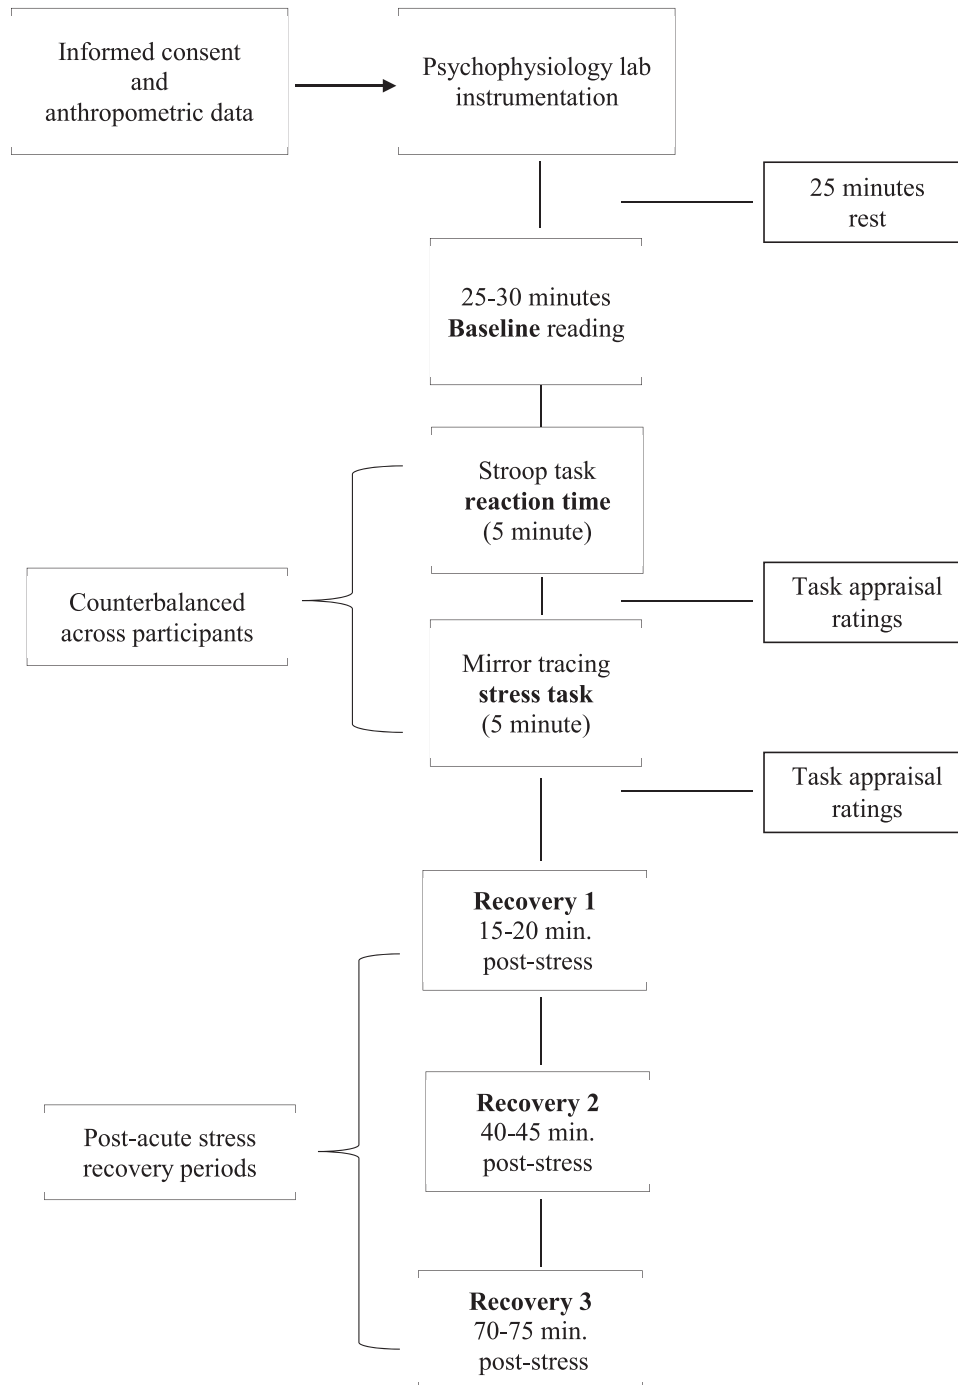 Informed consent
and
anthropometric data
Psychophysiology lab
instrumentation
25 minutes
rest
25-30 minutes
Baseline reading
Stroop task
reaction time
(5 minute)
Counterbalanced
across participants
Task appraisal
ratings
Mirror tracing
stress task
(5 minute)
Task appraisal
ratings
Recovery 1
15-20 min.
post-stress
Post-acute stress
recovery periods
Recovery 2
40-45 min.
post-stress
Recovery 3
70-75 min.
post-stress